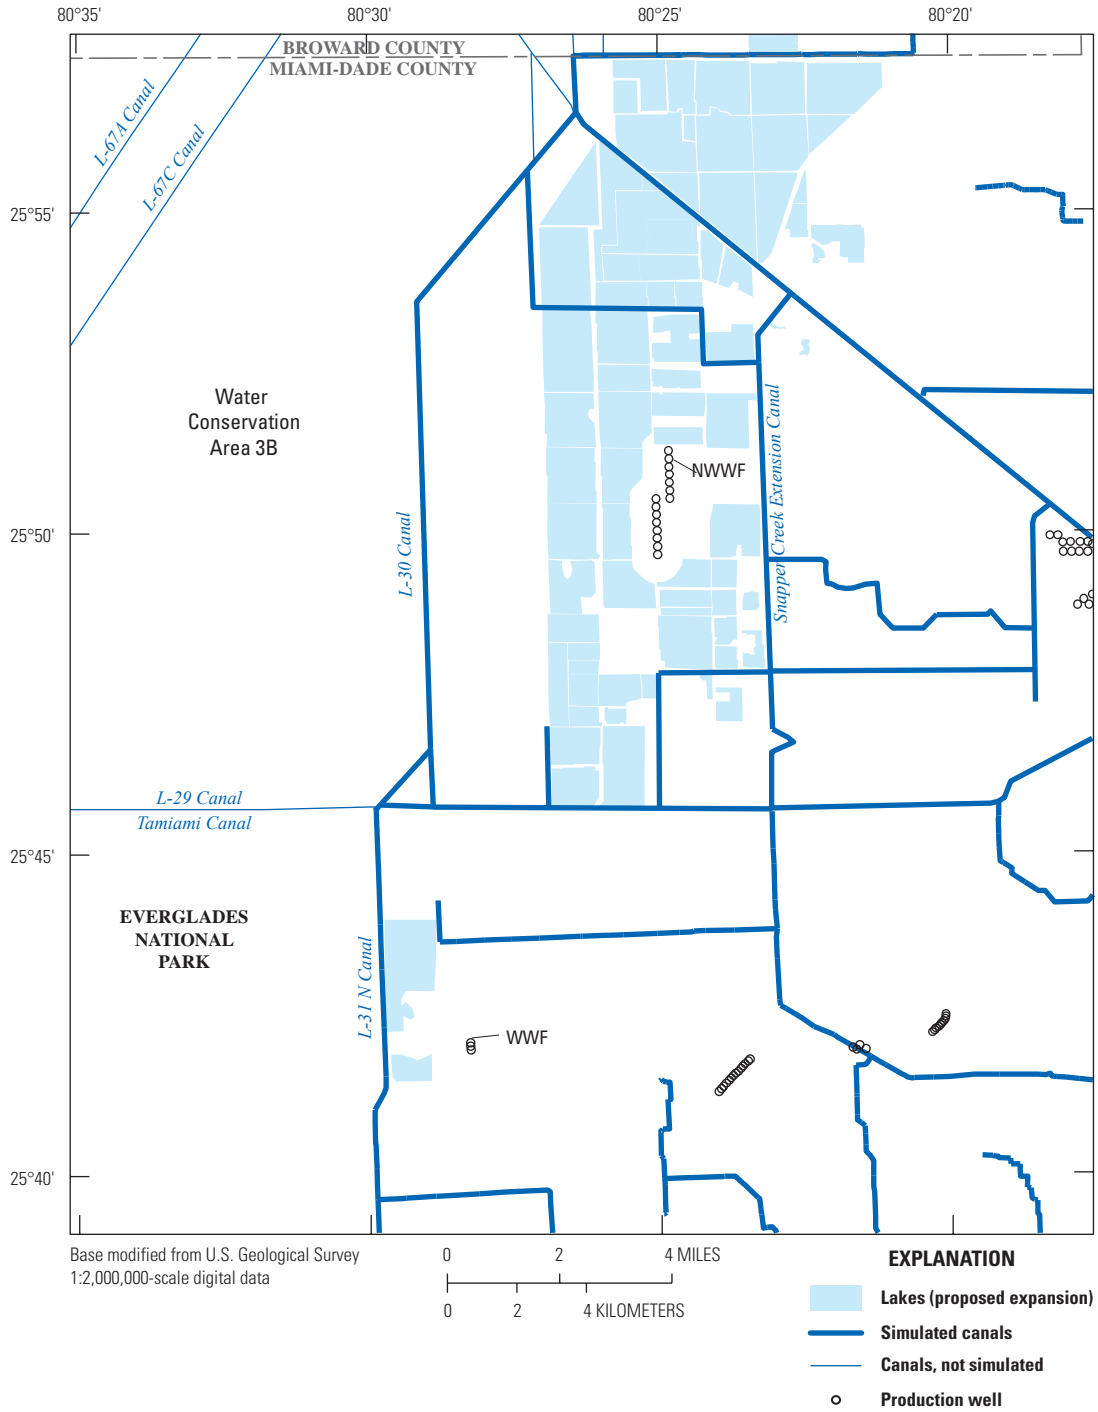 80°35'
80°30'
80°25'
80°20'
BROWARD COUNTY
MIAMI-DADE COUNTY
L-67A Canal
L-67C Canal
25°55'
Water
Conservation
Area 3B
NWWF
Snapper Creek Extension Canal
25°50'
L-30 Canal
L-29 Canal
Tamiami Canal
25°45'
EVERGLADES
NATIONAL
PARK
L-31 N Canal
WWF
25°40'
Base modified from U.S. Geological Survey
1:2,000,000-scale digital data
0 2 4 MILES
0 2 4 KILOMETERS
EXPLANATION
Lakes (proposed expansion)
Simulated canals
Canals, not simulated
Production well